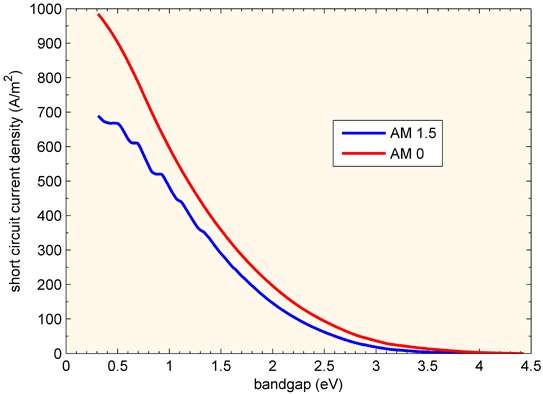 1000
900
800
700
600
500
400
300
200
100
0
short circuit current density (A/m²)
AM 1.5
AM 0
0 0.5 1 1.5 2 2.5 3 3.5 4 4.5
bandgap (eV)